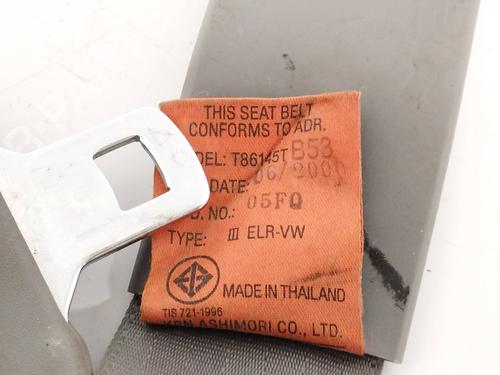 THIS SEAT BELT
CONFORMS TO ADR.
DEL: T86145T B53
DATE: 06/2000
D. NO.: 05FQ
TYPE: III ELR-VW
MADE IN THAILAND
TIS 721-1996
KBN ASHIMORI CO., LTD.